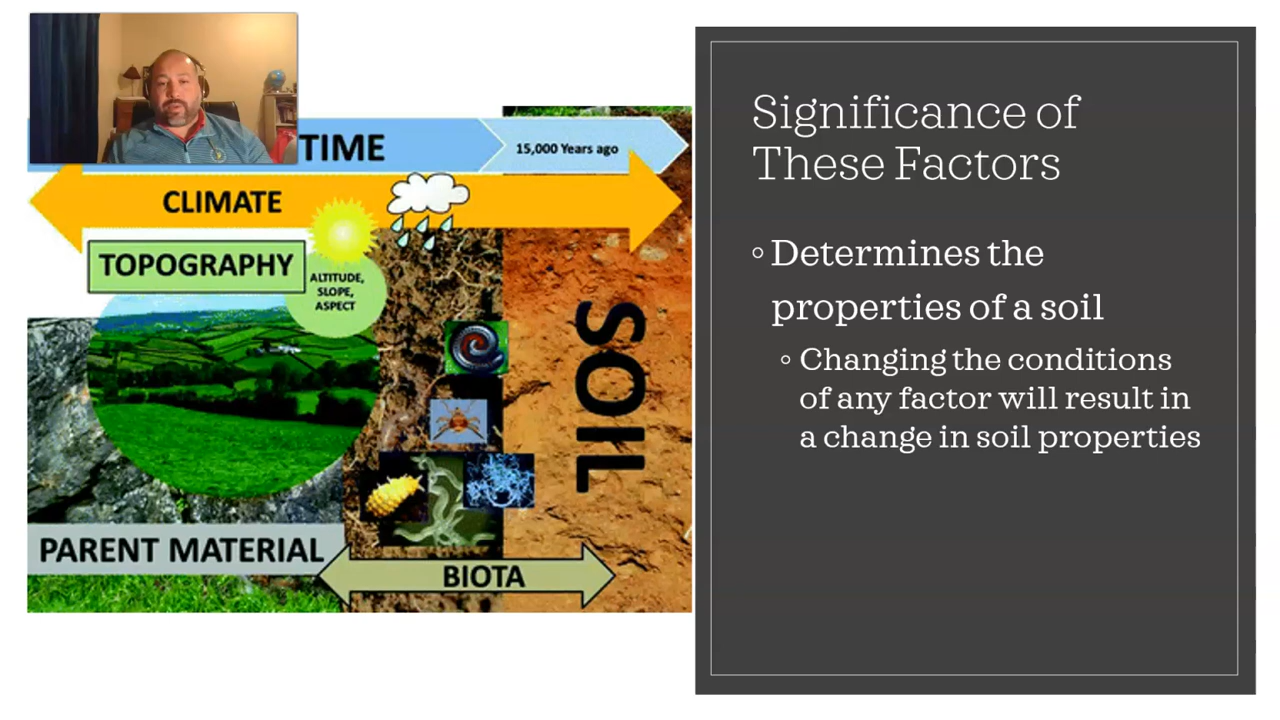 TIME
15,000 Years ago
CLIMATE
TOPOGRAPHY
ALTITUDE,
SLOPE,
ASPECT
SOIL
PARENT MATERIAL
BIOTA
Significance of
These Factors
◦ Determines the
properties of a soil
◦ Changing the conditions
of any factor will result in
a change in soil properties